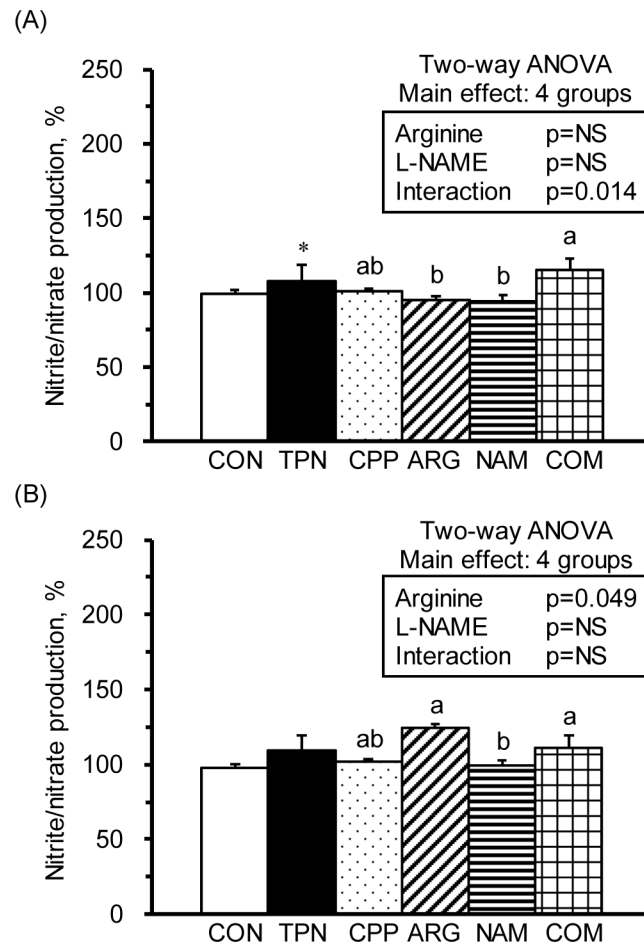 (A)
Two-way ANOVA
Main effect: 4 groups
Arginine p=NS
L-NAME p=NS
Interaction p=0.014
Nitrite/nitrate production, %
250
200
150
100
50
0
* ab b b a
CON TPN CPP ARG NAM COM
(B)
Two-way ANOVA
Main effect: 4 groups
Arginine p=0.049
L-NAME p=NS
Interaction p=NS
Nitrite/nitrate production, %
250
200
150
100
50
0
ab a b a
CON TPN CPP ARG NAM COM